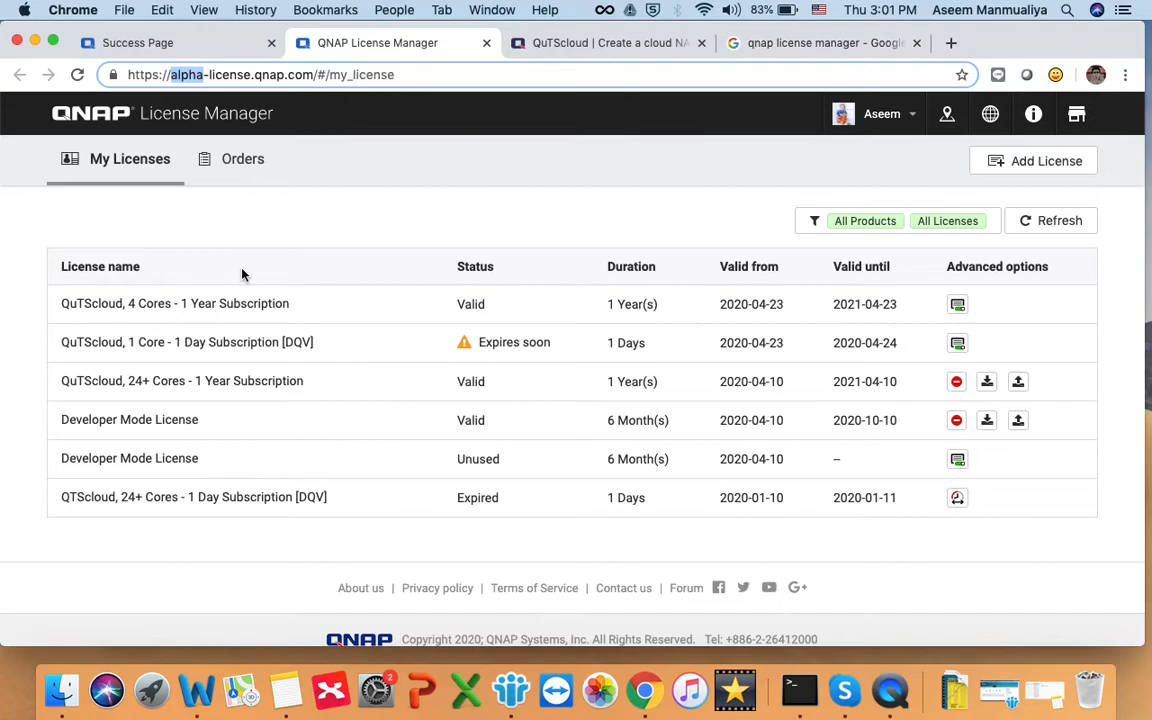 Chrome File Edit View History Bookmarks People Tab Window Help 83% Thu 3:01 PM Aseem Manmualiya
Success Page QNAP License Manager QuTScloud | Create a cloud NA qnap license manager - Google
https://alpha-license.qnap.com/#/my_license
QNAP License Manager Aseem
My Licenses Orders Add License
All Products All Licenses Refresh
License name Status Duration Valid from Valid until Advanced options
QuTScloud, 4 Cores - 1 Year Subscription Valid 1 Year(s) 2020-04-23 2021-04-23
QuTScloud, 1 Core - 1 Day Subscription [DQV] Expires soon 1 Days 2020-04-23 2020-04-24
QuTScloud, 24+ Cores - 1 Year Subscription Valid 1 Year(s) 2020-04-10 2021-04-10
Developer Mode License Valid 6 Month(s) 2020-04-10 2020-10-10
Developer Mode License Unused 6 Month(s) 2020-04-10 --
QTScloud, 24+ Cores - 1 Day Subscription [DQV] Expired 1 Days 2020-01-10 2020-01-11
About us | Privacy policy | Terms of Service | Contact us | Forum
QNAP Copyright 2020; QNAP Systems, Inc. All Rights Reserved. Tel: +886-2-26412000
2